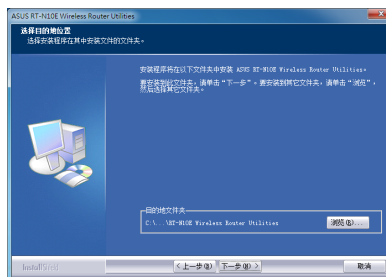 ASUS RT-N10E Wireless Router Utilities
选择目的地位置
选择安装程序在其中安装文件的文件夹。
安装程序将在以下文件夹中安装 ASUS RT-N10E Wireless Router Utilities。
要安装到此文件夹，请单击“下一步”。要安装到其它文件夹，请单击“浏览”，
然后选择其它文件夹。
目的地文件夹
C:\...\RT-N10E Wireless Router Utilities
浏览(R)...
InstallShield
< 上一步(B)
下一步(N) >
取消